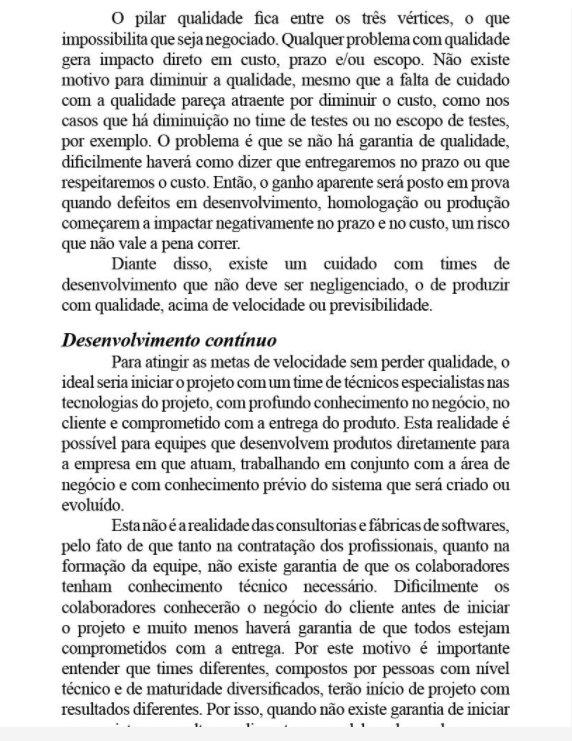 O pilar qualidade fica entre os três vértices, o que
impossibilita que seja negociado. Qualquer problema com qualidade
gera impacto direto em custo, prazo e/ou escopo. Não existe
motivo para diminuir a qualidade, mesmo que a falta de cuidado
com a qualidade pareça atraente por diminuir o custo, como nos
casos que há diminuição no time de testes ou no escopo de testes,
por exemplo. O problema é que se não há garantia de qualidade,
dificilmente haverá como dizer que entregaremos no prazo ou que
respeitaremos o custo. Então, o ganho aparente será posto em prova
quando defeitos em desenvolvimento, homologação ou produção
começarem a impactar negativamente no prazo e no custo, um risco
que não vale a pena correr.
Diante disso, existe um cuidado com times de
desenvolvimento que não deve ser negligenciado, o de produzir
com qualidade, acima de velocidade ou previsibilidade.
Desenvolvimento contínuo
Para atingir as metas de velocidade sem perder qualidade, o
ideal seria iniciar o projeto com um time de técnicos especialistas nas
tecnologias do projeto, com profundo conhecimento no negócio, no
cliente e comprometido com a entrega do produto. Esta realidade é
possível para equipes que desenvolvem produtos diretamente para
a empresa em que atuam, trabalhando em conjunto com a área de
negócio e com conhecimento prévio do sistema que será criado ou
evoluído.
Esta não é a realidade das consultorias e fábricas de softwares,
pelo fato de que tanto na contratação dos profissionais, quanto na
formação da equipe, não existe garantia de que os colaboradores
tenham conhecimento técnico necessário. Dificilmente os
colaboradores conhecerão o negócio do cliente antes de iniciar
o projeto e muito menos haverá garantia de que todos estejam
comprometidos com a entrega. Por este motivo é importante
entender que times diferentes, compostos por pessoas com nível
técnico e de maturidade diversificados, terão início de projeto com
resultados diferentes. Por isso, quando não existe garantia de iniciar